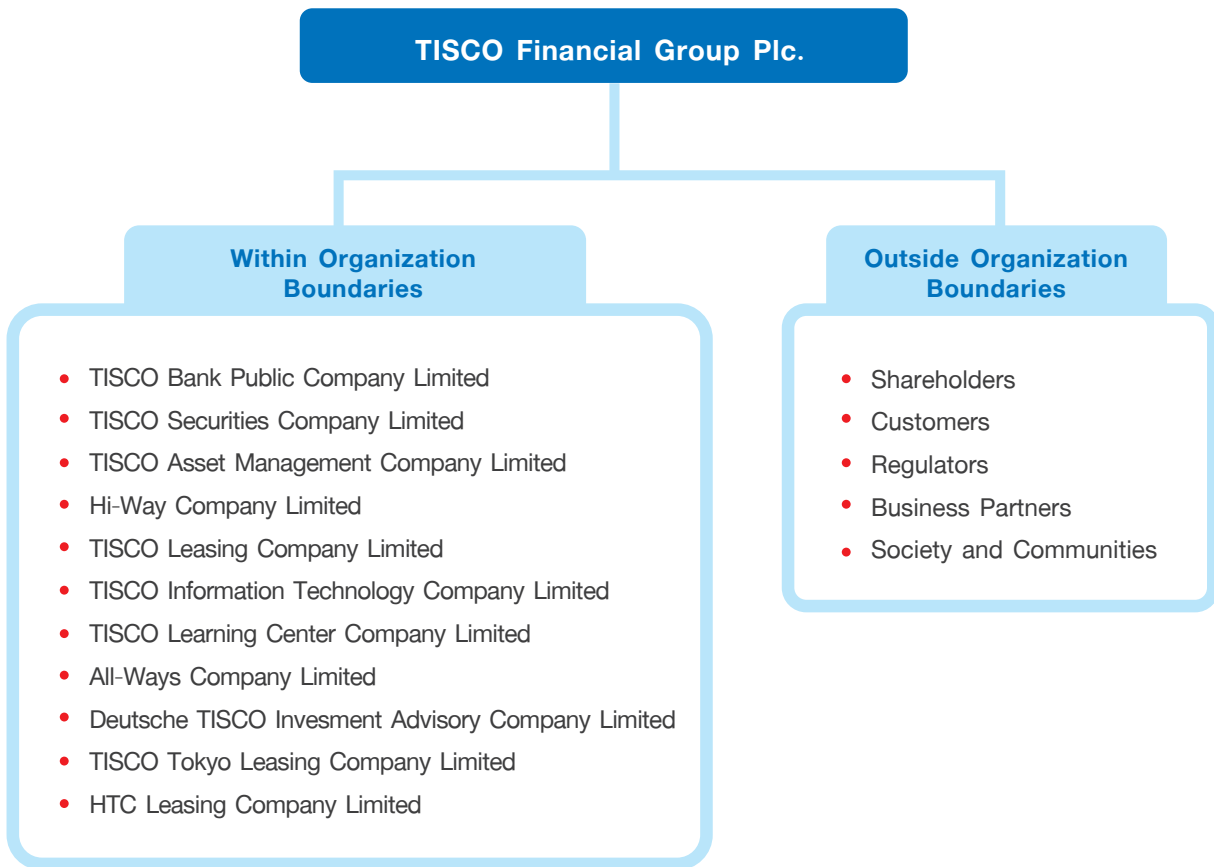 TISCO Financial Group Plc.
Within Organization
Boundaries
TISCO Bank Public Company Limited
TISCO Securities Company Limited
TISCO Asset Management Company Limited
Hi-Way Company Limited
TISCO Leasing Company Limited
TISCO Information Technology Company Limited
TISCO Learning Center Company Limited
All-Ways Company Limited
Deutsche TISCO Invesment Advisory Company Limited
TISCO Tokyo Leasing Company Limited
HTC Leasing Company Limited
Outside Organization
Boundaries
Shareholders
Customers
Regulators
Business Partners
Society and Communities